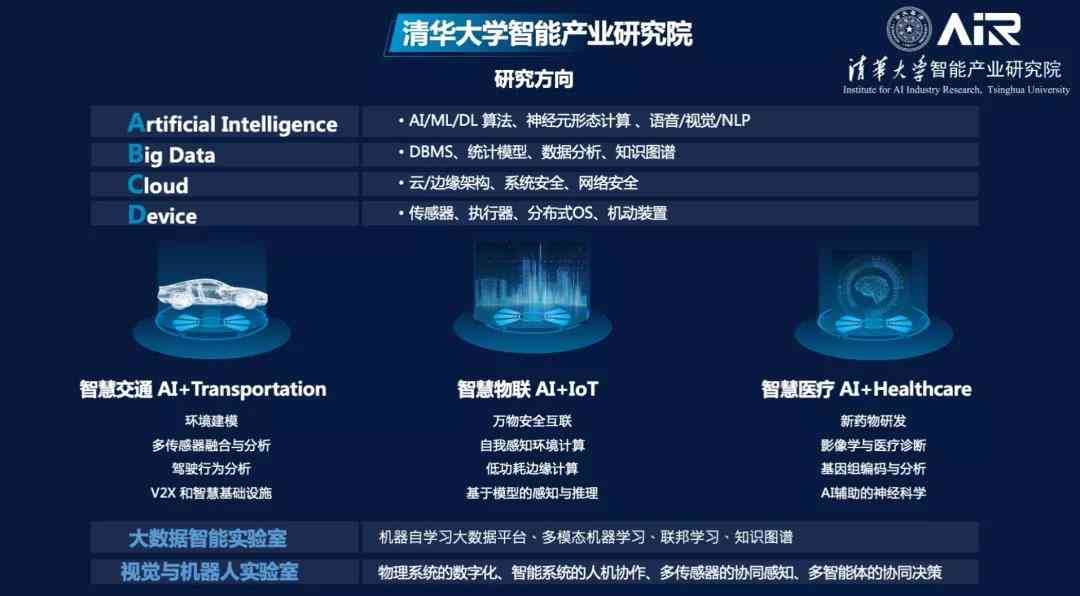 清华大学智能产业研究院
AIR
清华大学智能产业研究院
Institute for AI Industry Research, Tsinghua University
研究方向
Artificial Intelligence
• AI/ML/DL 算法、神经元形态计算 、语音/视觉/NLP
Big Data
• DBMS、统计模型、数据分析、知识图谱
Cloud
• 云/边缘架构、系统安全、网络安全
Device
• 传感器、执行器、分布式OS、机动装置
智慧交通 AI+Transportation
环境建模
多传感器融合与分析
驾驶行为分析
V2X 和智慧基础设施
智慧物联 AI+IoT
万物安全互联
自我感知环境计算
低功耗边缘计算
基于模型的感知与推理
智慧医疗 AI+Healthcare
新药物研发
影像学与医疗诊断
基因组编码与分析
AI辅助的神经科学
大数据智能实验室
机器自学习大数据平台、多模态机器学习、联邦学习、知识图谱
视觉与机器人实验室
物理系统的数字化、智能系统的人机协作、多传感器的协同感知、多智能体的协同决策